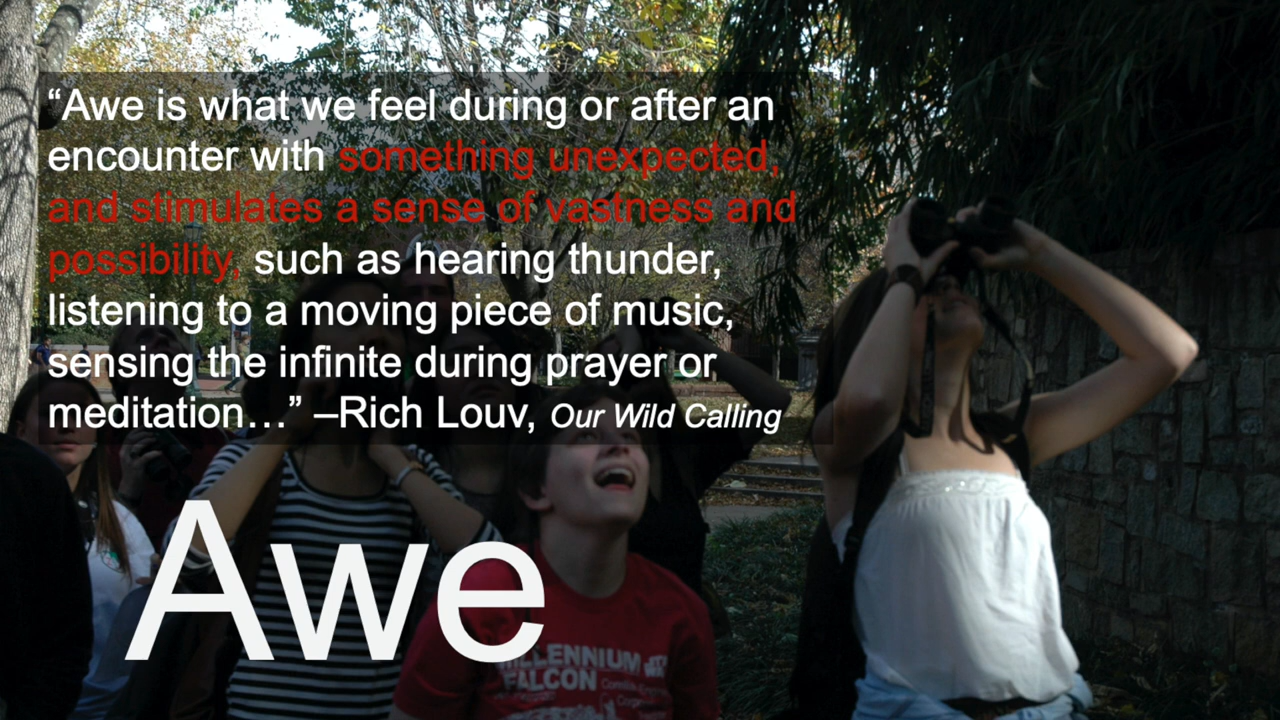 “Awe is what we feel during or after an
encounter with something unexpected,
and stimulates a sense of vastness and
possibility, such as hearing thunder,
listening to a moving piece of music,
sensing the infinite during prayer or
meditation…” –Rich Louv, Our Wild Calling
Awe
MILLENNIUM
FALCON